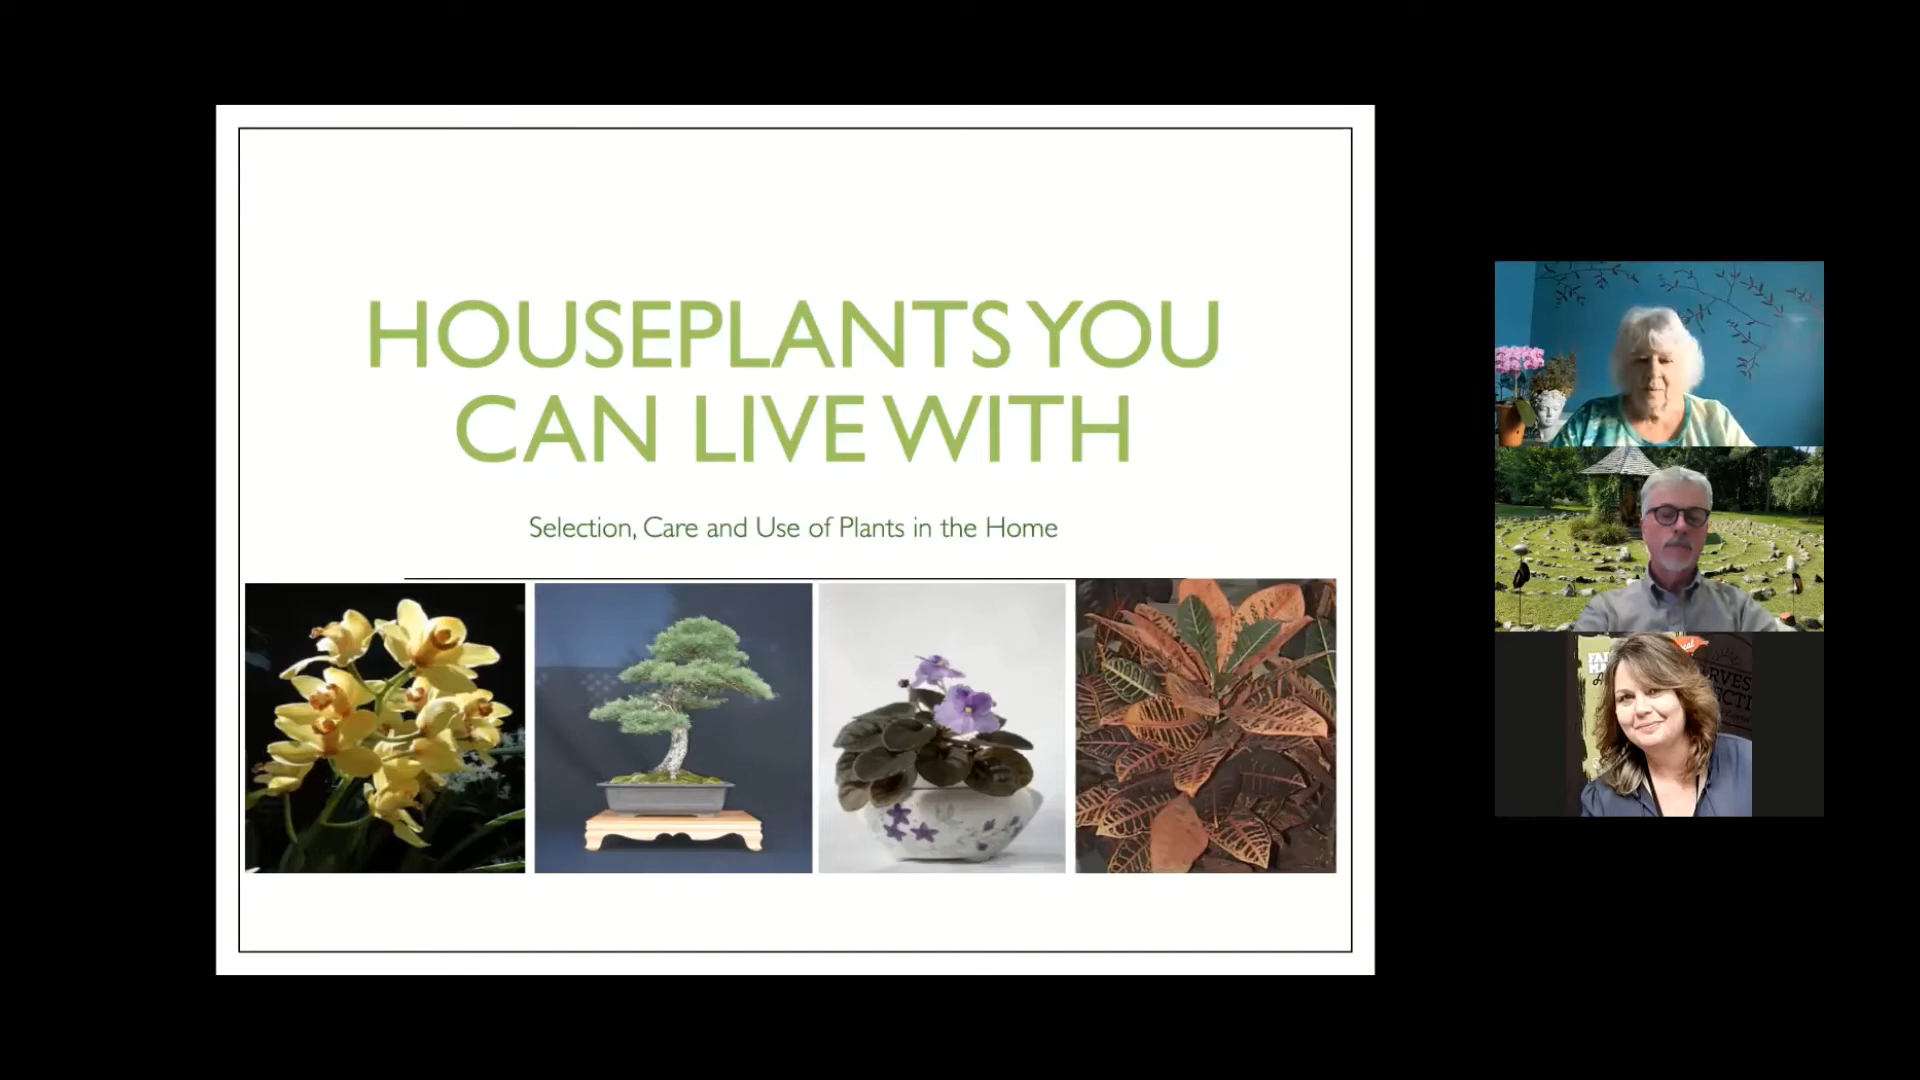 HOUSEPLANTS YOU
CAN LIVE WITH
Selection, Care and Use of Plants in the Home